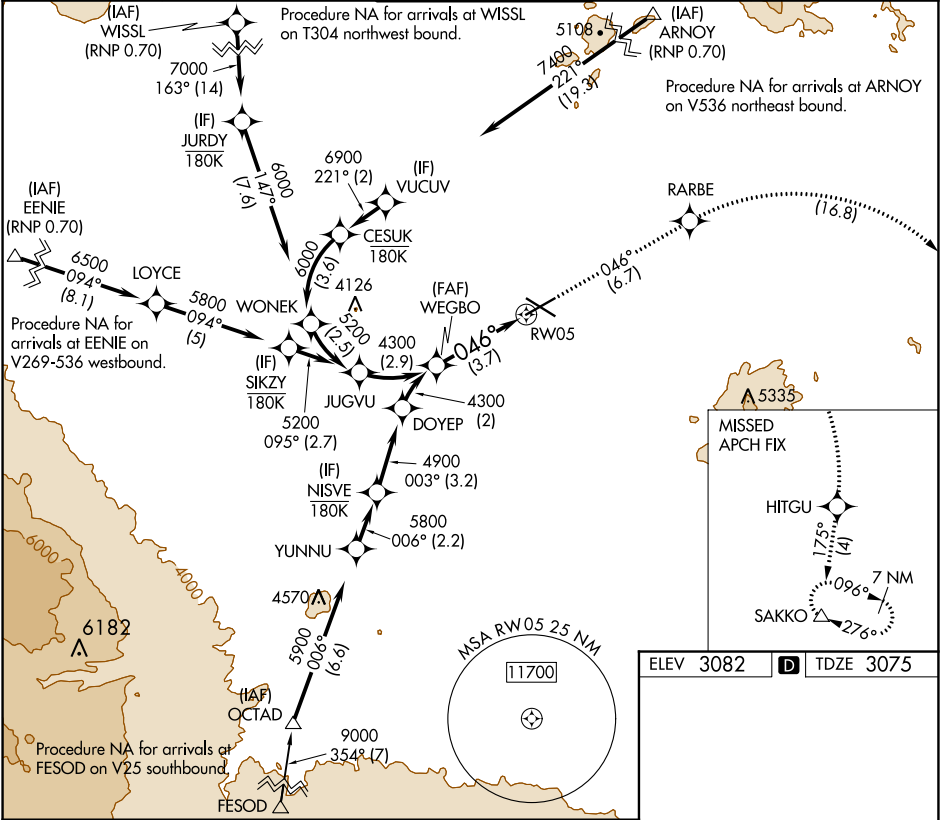 (IAF)
WISSL
(RNP 0.70)
Procedure NA for arrivals at WISSL
on T304 northwest bound.
5108
(IAF)
ARNOY
(RNP 0.70)
7400
221°
(19.3)
Procedure NA for arrivals at ARNOY
on V536 northeast bound.
7000
163° (14)
(IF)
JURDY
180K
6000
147°
(7.6)
6900
221° (2)
(IF)
VUCUV
CESUK
180K
RARBE
(16.8)
(IAF)
EENIE
(RNP 0.70)
6500
094°
(8.1)
LOYCE
5800
094°
(5)
Procedure NA for
arrivals at EENIE on
V269-536 westbound.
6000
(3.6)
4126
WONEK
5200
(2.5)
(FAF)
WEGBO
4300
(2.9)
046°
(3.7)
RW05
046°
(6.7)
(IF)
SIKZY
180K
JUGVU
5200
095° (2.7)
4300
(2)
DOYEP
5335
4900
003° (3.2)
(IF)
NISVE
180K
5800
006° (2.2)
YUNNU
MISSED
APCH FIX
HITGU
175°
(4)
096°
7 NM
SAKKO
276°
6000
4000
6182
4570
5900
006°
(6.6)
MSA RW05 25 NM
11700
ELEV 3082
D
TDZE 3075
(IAF)
OCTAD
9000
354° (7)
Procedure NA for arrivals at
FESOD on V25 southbound.
FESOD